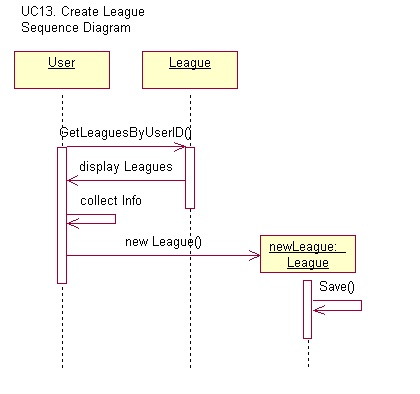 UC13. Create League
Sequence Diagram
User
League
GetLeaguesByUserID()
display Leagues
collect Info
new League()
newLeague:
League
Save()